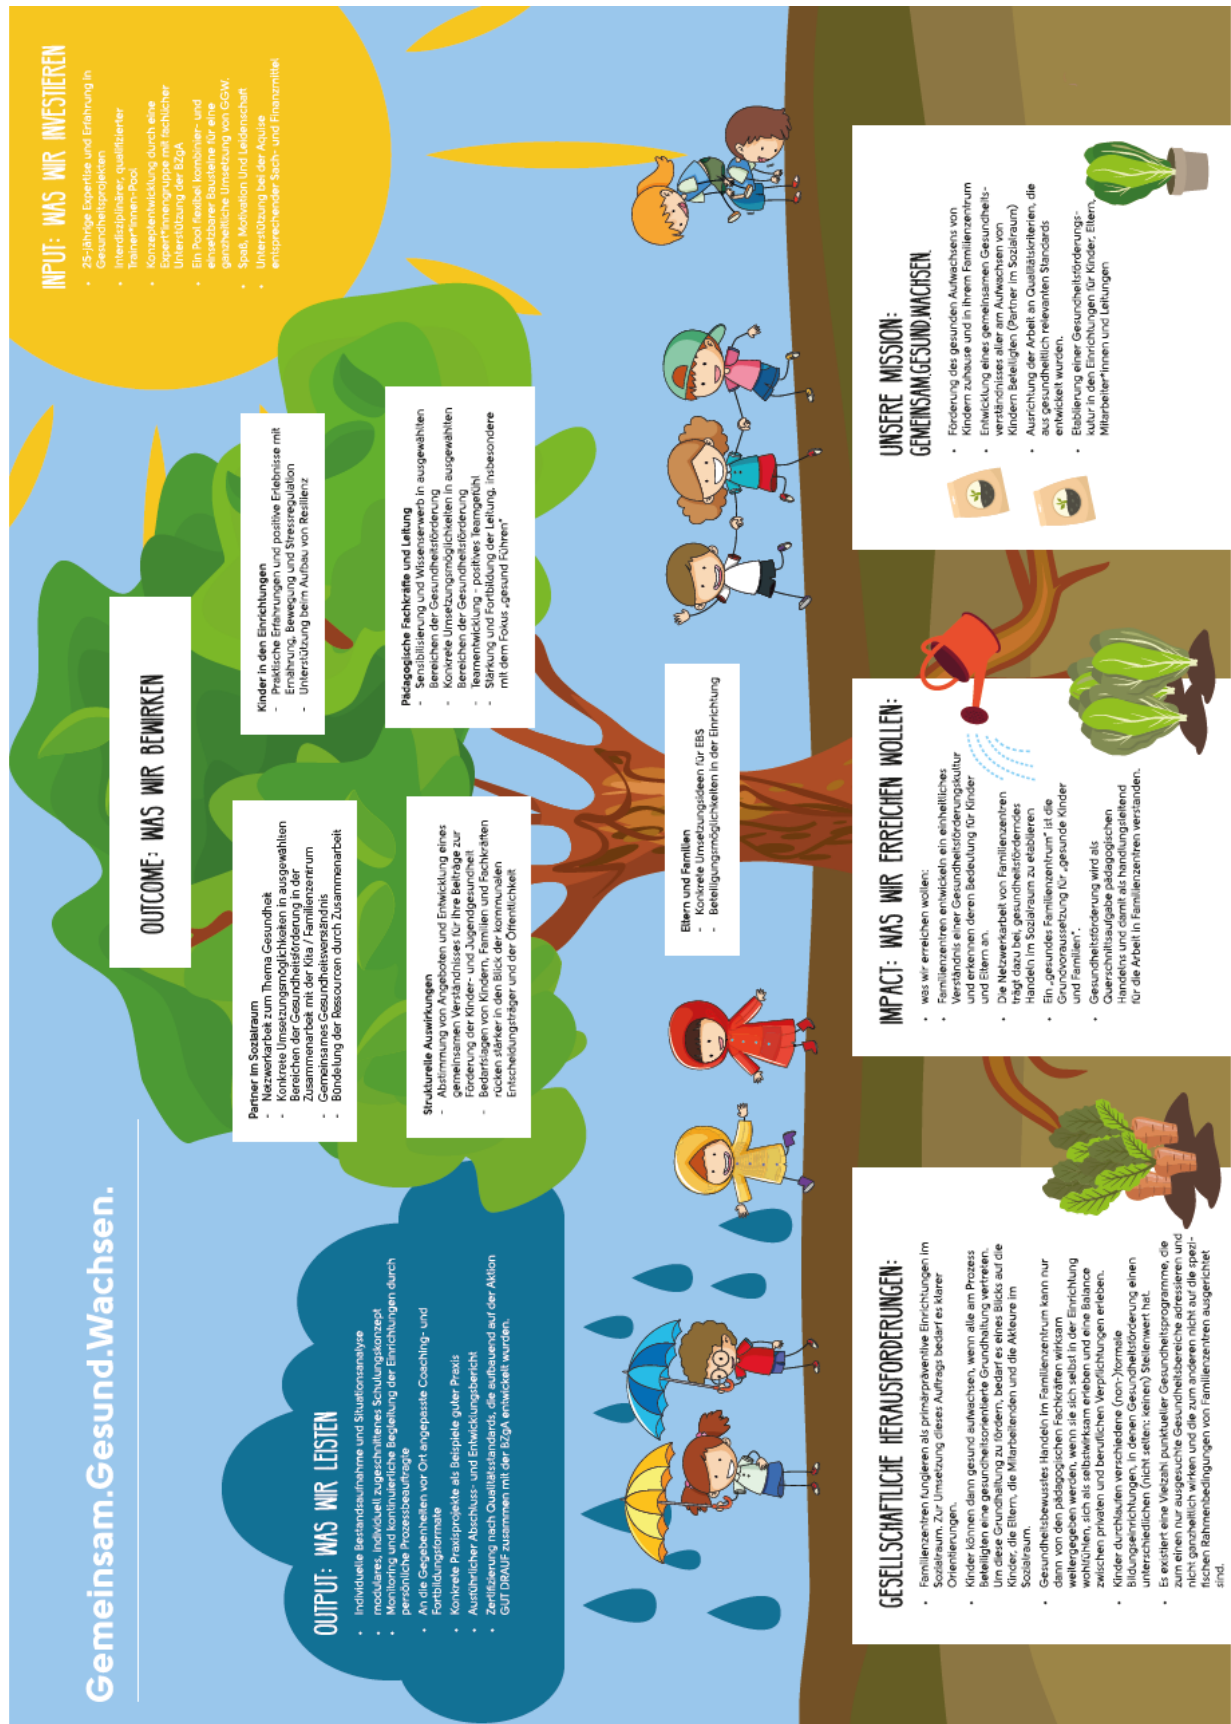 Gemeinsam.Gesund.Wachsen.
INPUT: WAS WIR INVESTIEREN
• 25-jährige Expertise und Erfahrung in
Gesundheitsprojekten
• Interdisziplinärer, qualifizierter
Trainer*innen-Pool
• Konzeptentwicklung durch eine
Expert*innengruppe mit fachlicher
Unterstützung der BZgA
• Ein Pool flexibel kombinier- und
einsetzbarer Bausteine für eine
ganzheitliche Umsetzung von GGW.
• Spaß, Motivation Und Leidenschaft
• Unterstützung bei der Aquise
entsprechender Sach- und Finanzmittel
OUTCOME: WAS WIR BEWIRKEN
Partner im Sozialraum
- Netzwerkarbeit zum Thema Gesundheit
- Konkrete Umsetzungsmöglichkeiten in ausgewählten
Bereichen der Gesundheitsförderung in der
Zusammenarbeit mit der Kita / Familienzentrum
- Gemeinsames Gesundheitsverständnis
- Bündelung der Ressourcen durch Zusammenarbeit
Kinder in den Einrichtungen
- Praktische Erfahrungen und positive Erlebnisse mit
Ernährung, Bewegung und Stressregulation
- Unterstützung beim Aufbau von Resilienz
Strukturelle Auswirkungen
- Abstimmung von Angeboten und Entwicklung eines
gemeinsamen Verständnisses für ihre Beiträge zur
Förderung der Kinder- und Jugendgesundheit
- Bedarfslagen von Kindern, Familien und Fachkräften
rücken stärker in den Blick der kommunalen
Entscheidungsträger und der Öffentlichkeit
Pädagogische Fachkräfte und Leitung
- Sensibilisierung und Wissenserwerb in ausgewählten
Bereichen der Gesundheitsförderung
- Konkrete Umsetzungsmöglichkeiten in ausgewählten
Bereichen der Gesundheitsförderung
- Teamentwicklung - positives Teamgefühl
- Stärkung und Fortbildung der Leitung, insbesondere
mit dem Fokus „gesund Führen“
Eltern und Familien
- Konkrete Umsetzungsideen für EBS
- Beteiligungsmöglichkeiten in der Einrichtung
OUTPUT: WAS WIR LEISTEN
• Individuelle Bestandsaufnahme und Situationsanalyse
• modulares, individuell zugeschnittenes Schulungskonzept
• Monitoring und kontinuierliche Begleitung der Einrichtungen durch
persönliche Prozessbeauftragte
• An die Gegebenheiten vor Ort angepasste Coaching- und
Fortbildungsformate
• Konkrete Praxisprojekte als Beispiele guter Praxis
• Ausführlicher Abschluss- und Entwicklungsbericht
• Zertifizierung nach Qualitätsstandards, die aufbauend auf der Aktion
GUT DRAUF zusammen mit der BZgA entwickelt wurden.
GESELLSCHAFTLICHE HERAUSFORDERUNGEN:
• Familienzentren fungieren als primärpräventive Einrichtungen im
Sozialraum. Zur Umsetzung dieses Auftrags bedarf es klarer
Orientierungen.
• Kinder können dann gesund aufwachsen, wenn alle am Prozess
Beteiligten eine gesundheitsorientierte Grundhaltung vertreten.
Um diese Grundhaltung zu fördern, bedarf es eines Blicks auf die
Kinder, die Eltern, die Mitarbeitenden und die Akteure im
Sozialraum.
• Gesundheitsbewusstes Handeln im Familienzentrum kann nur
dann von den pädagogischen Fachkräften wirksam
weitergegeben werden, wenn sie sich selbst in der Einrichtung
wohlfühlen, sich als selbstwirksam erleben und eine Balance
zwischen privaten und beruflichen Verpflichtungen erleben.
• Kinder durchlaufen verschiedene (non-)formale
Bildungseinrichtungen, in denen Gesundheitsförderung einen
unterschiedlichen (nicht selten: keinen) Stellenwert hat.
• Es existiert eine Vielzahl punktueller Gesundheitsprogramme, die
zum einen nur ausgesuchte Gesundheitsbereiche adressieren und
nicht ganzheitlich wirken und die zum anderen nicht auf die spezi-
fischen Rahmenbedingungen von Familienzentren ausgerichtet
sind.
IMPACT: WAS WIR ERREICHEN WOLLEN:
• was wir erreichen wollen:
• Familienzentren entwickeln ein einheitliches
Verständnis einer Gesundheitsförderungskultur
und erkennen deren Bedeutung für Kinder
und Eltern an.
• Die Netzwerkarbeit von Familienzentren
trägt dazu bei, gesundheitsförderndes
Handeln im Sozialraum zu etablieren
• Ein „gesundes Familienzentrum“ ist die
Grundvoraussetzung für „gesunde Kinder
und Familien“.
• Gesundheitsförderung wird als
Querschnittsaufgabe pädagogischen
Handelns und damit als handlungsleitend
für die Arbeit in Familienzentren verstanden.
UNSERE MISSION:
GEMEINSAM.GESUND.WACHSEN.
• Förderung des gesunden Aufwachsens von
Kindern zuhause und in ihrem Familienzentrum
• Entwicklung eines gemeinsamen Gesundheits-
verständnisses aller am Aufwachsen von
Kindern Beteiligten (Partner im Sozialraum)
• Ausrichtung der Arbeit an Qualitätskriterien, die
aus gesundheitlich relevanten Standards
entwickelt wurden.
• Etablierung einer Gesundheitsförderungs-
kutur in den Einrichtungen für Kinder, Eltern,
Mitarbeiter*innen und Leitungen